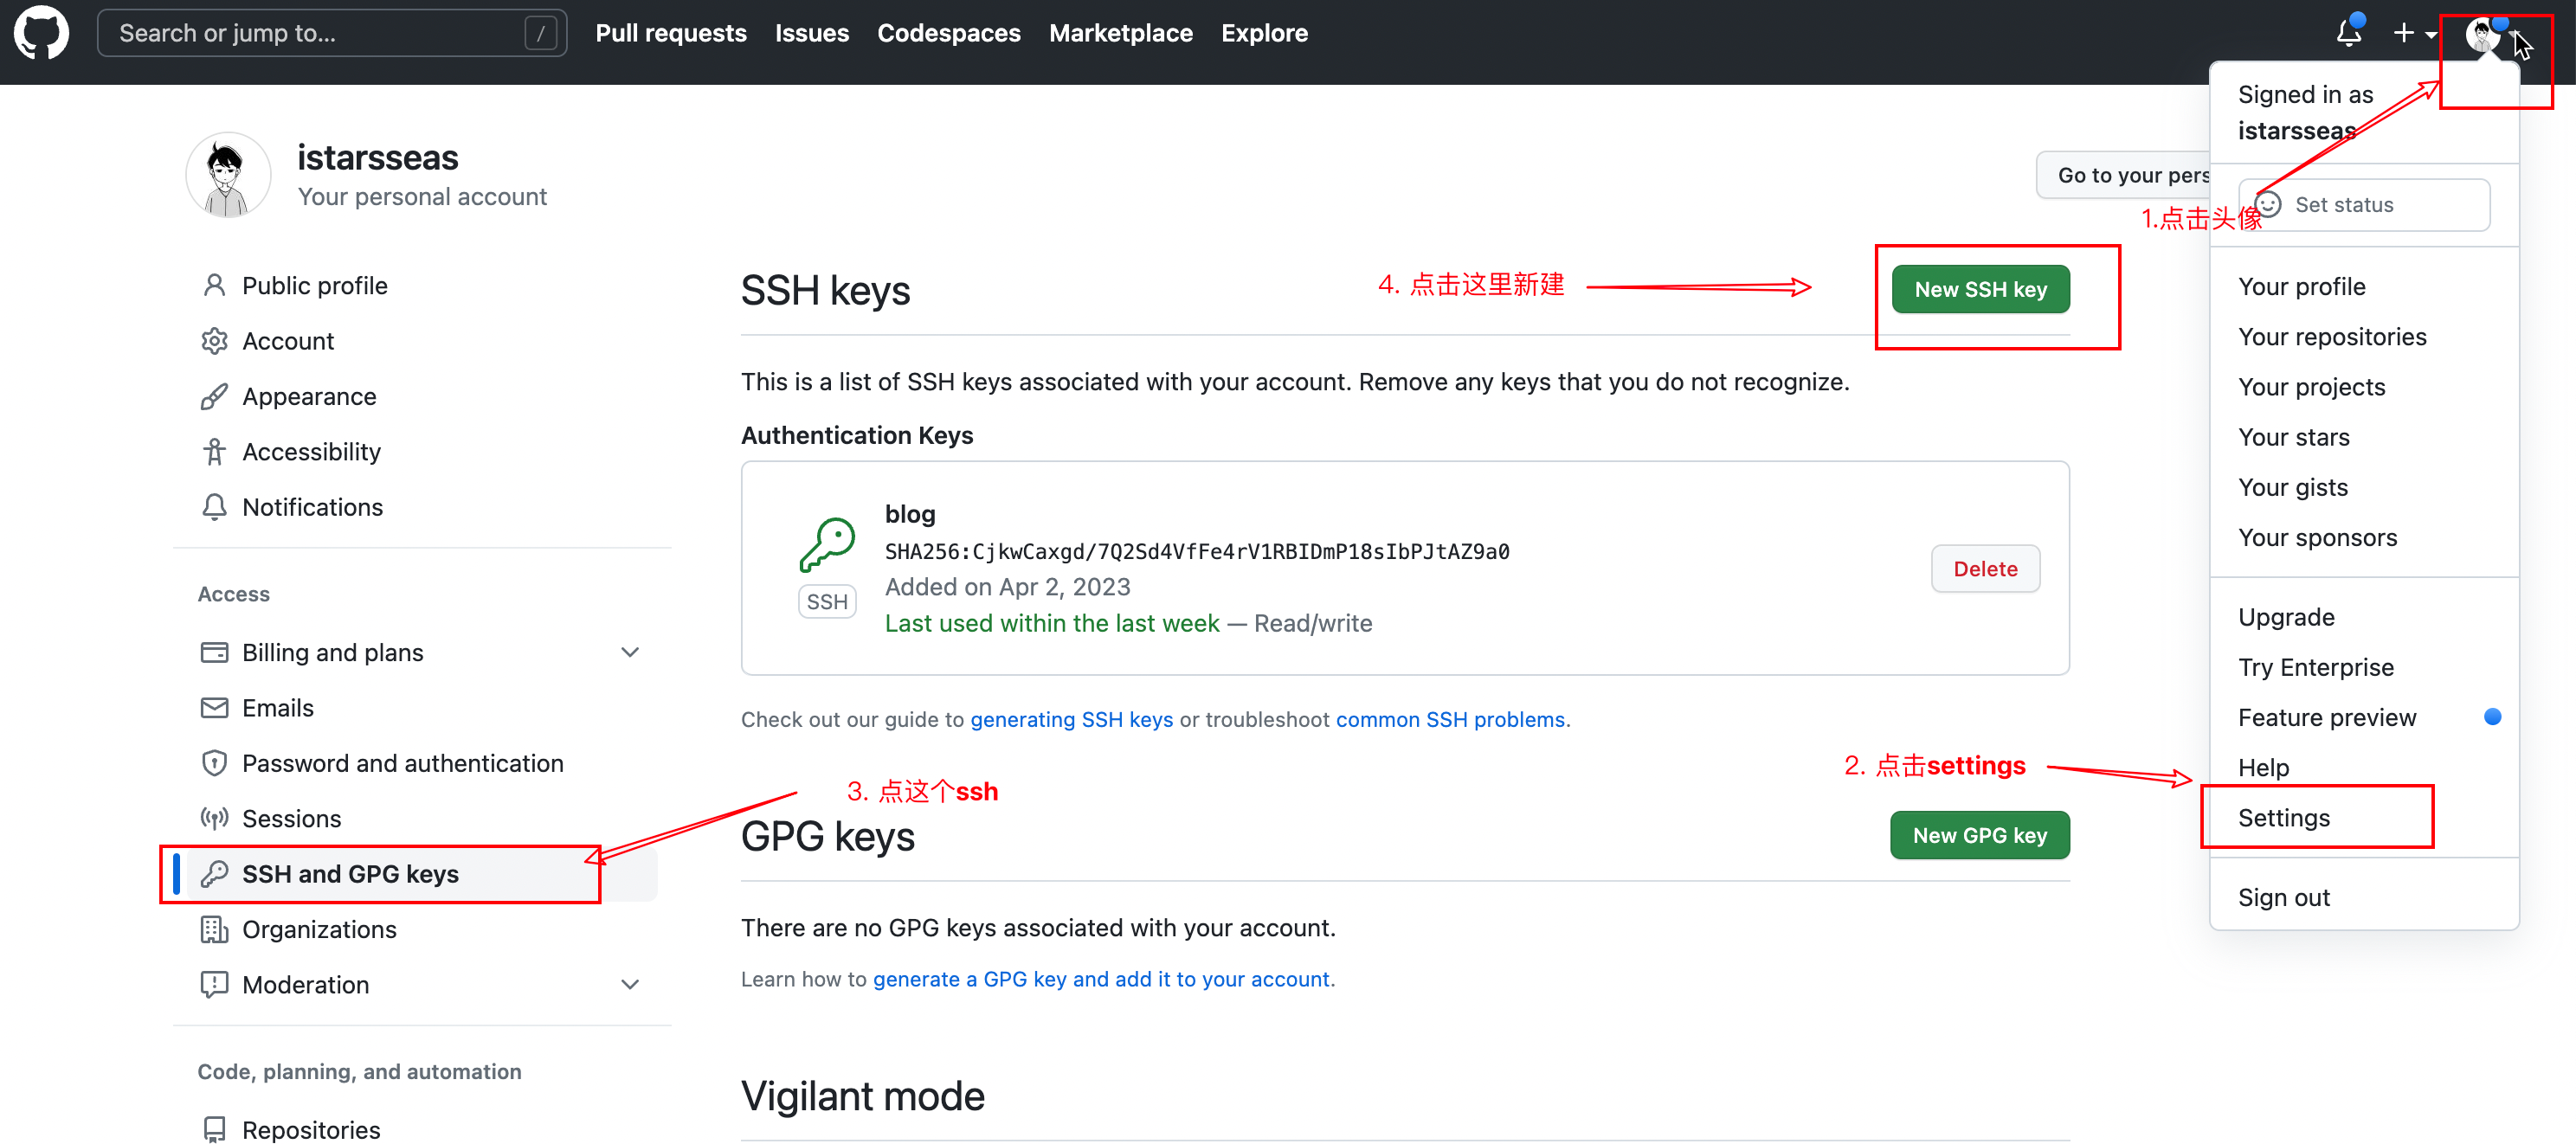 Search or jump to...
/
Pull requests
Issues
Codespaces
Marketplace
Explore
istarsseas
Your personal account
Go to your pers
Signed in as
istarsseas
Set status
1.点击头像
Your profile
Your repositories
Your projects
Your stars
Your gists
Your sponsors
Upgrade
Try Enterprise
Feature preview
Help
Settings
Sign out
2. 点击settings
Public profile
Account
Appearance
Accessibility
Notifications
Access
Billing and plans
Emails
Password and authentication
Sessions
SSH and GPG keys
Organizations
Moderation
Code, planning, and automation
Repositories
3. 点这个ssh
SSH keys
4. 点击这里新建
New SSH key
This is a list of SSH keys associated with your account. Remove any keys that you do not recognize.
Authentication Keys
blog
SHA256:CjkwCaxgd/7Q2Sd4VfFe4rV1RBIDmP18sIbPJtAZ9a0
SSH
Added on Apr 2, 2023
Last used within the last week — Read/write
Delete
Check out our guide to generating SSH keys or troubleshoot common SSH problems.
GPG keys
New GPG key
There are no GPG keys associated with your account.
Learn how to generate a GPG key and add it to your account.
Vigilant mode